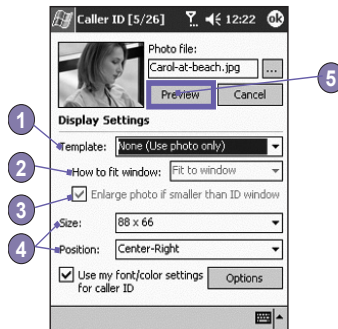 Caller ID [5/26] 12:22 ok
Photo file:
Carol-at-beach.jpg ...
Preview Cancel
5
Display Settings
1
Template: None (Use photo only)
2
How to fit window: Fit to window
3
Enlarge photo if smaller than ID window
4
Size: 88 x 66
Position: Center-Right
Use my font/color settings Options
for caller ID